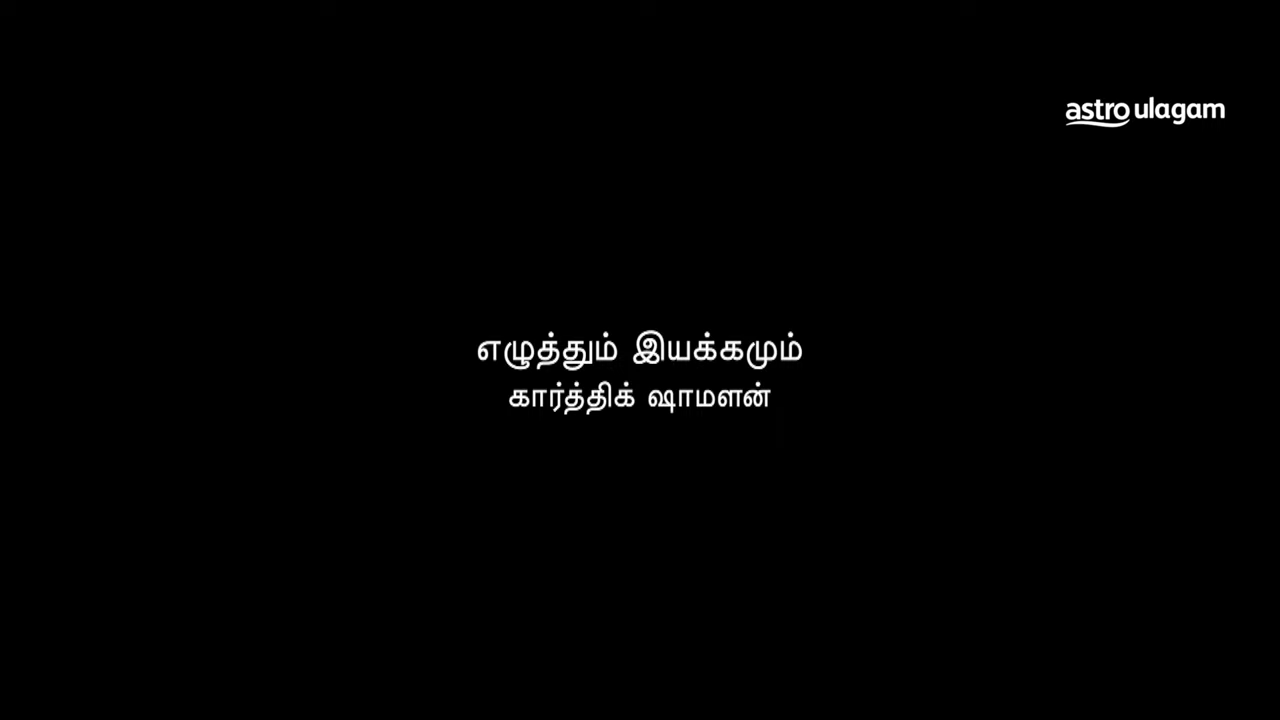 astro ulagam
எழுத்தும் இயக்கமும்
கார்த்திக் ஷாமளன்